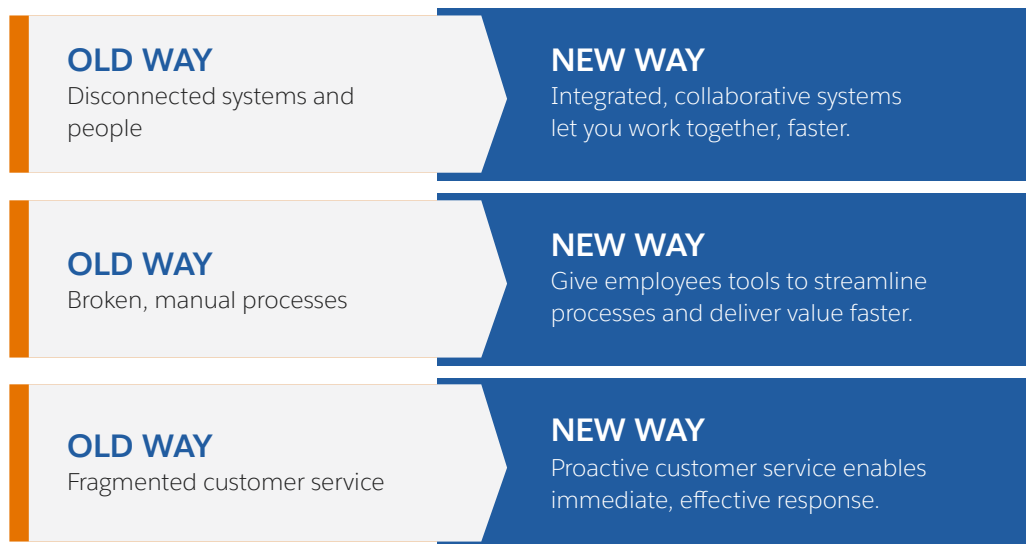 OLD WAY
Disconnected systems and
people
NEW WAY
Integrated, collaborative systems
let you work together, faster.
OLD WAY
Broken, manual processes
NEW WAY
Give employees tools to streamline
processes and deliver value faster.
OLD WAY
Fragmented customer service
NEW WAY
Proactive customer service enables
immediate, effective response.